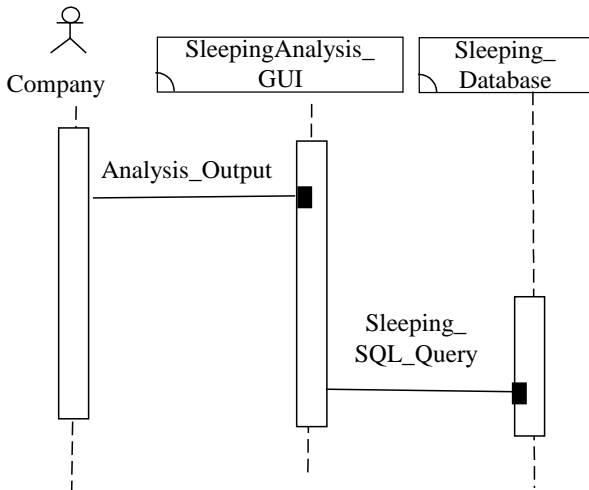 Company
SleepingAnalysis_
GUI
Sleeping_
Database
Analysis_Output
Sleeping_
SQL_Query